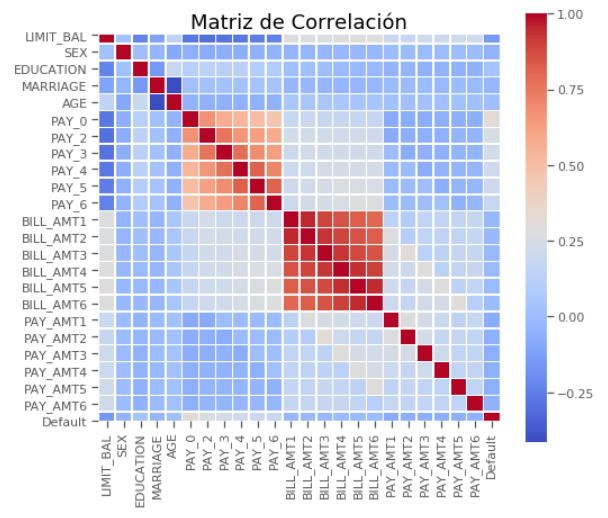 Matriz de Correlación
LIMIT_BAL
SEX
EDUCATION
MARRIAGE
AGE
PAY_0
PAY_2
PAY_3
PAY_4
PAY_5
PAY_6
BILL_AMT1
BILL_AMT2
BILL_AMT3
BILL_AMT4
BILL_AMT5
BILL_AMT6
PAY_AMT1
PAY_AMT2
PAY_AMT3
PAY_AMT4
PAY_AMT5
PAY_AMT6
Default
LIMIT_BAL
SEX
EDUCATION
MARRIAGE
AGE
PAY_0
PAY_2
PAY_3
PAY_4
PAY_5
PAY_6
BILL_AMT1
BILL_AMT2
BILL_AMT3
BILL_AMT4
BILL_AMT5
BILL_AMT6
PAY_AMT1
PAY_AMT2
PAY_AMT3
PAY_AMT4
PAY_AMT5
PAY_AMT6
Default
1.00
0.75
0.50
0.25
0.00
−0.25